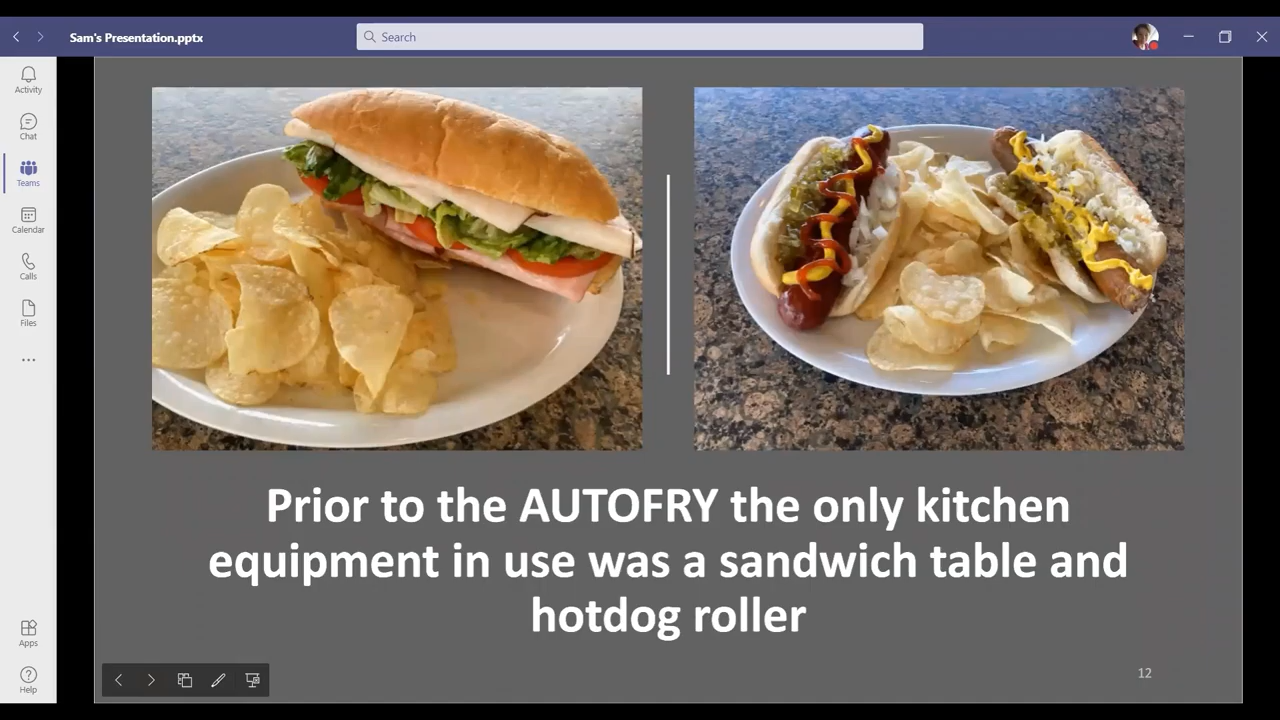 Sam's Presentation.pptx
Search
Activity
Chat
Teams
Calendar
Calls
Files
Apps
Help
Prior to the AUTOFRY the only kitchen
equipment in use was a sandwich table and
hotdog roller
12